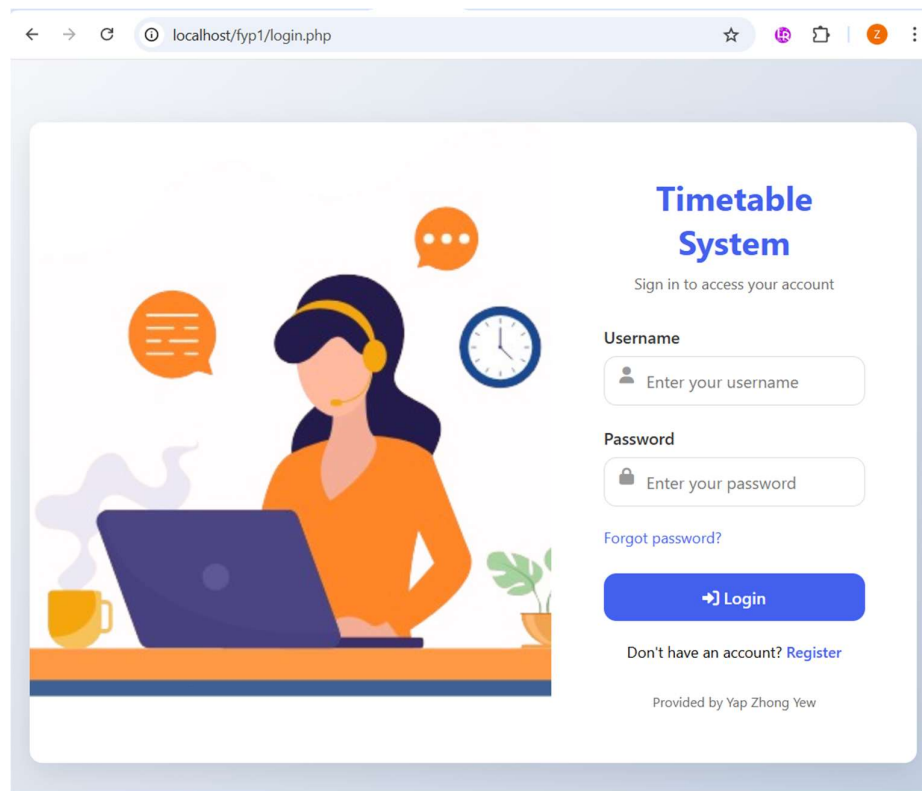 localhost/fyp1/login.php
Z
Timetable
System
Sign in to access your account
Username
Enter your username
Password
Enter your password
Forgot password?
Login
Don't have an account? Register
Provided by Yap Zhong Yew